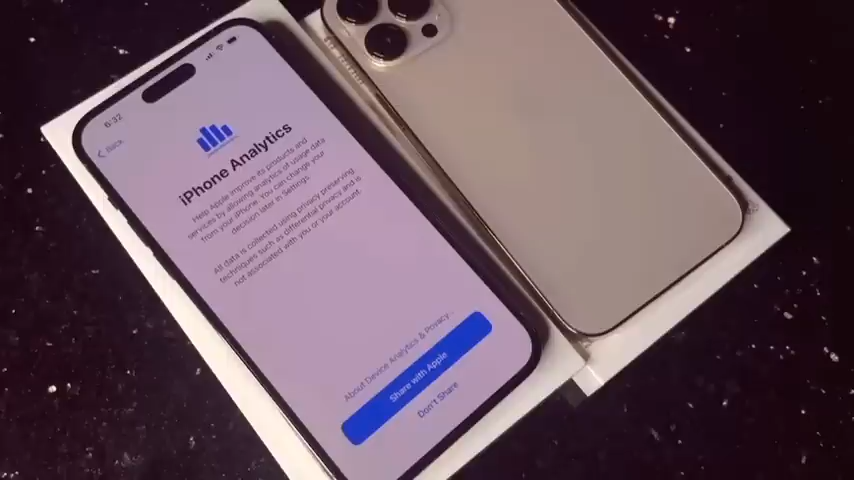 6:32
Back
iPhone Analytics
Help Apple improve its products and
services by allowing analytics of usage data
from your iPhone. You can change your
decision later in Settings.
All data is collected using privacy preserving
techniques such as differential privacy and is
not associated with you or your account.
About Device Analytics & Privacy...
Share with Apple
Don't Share